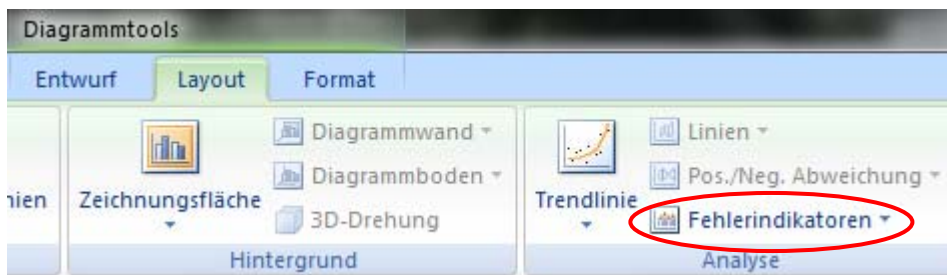 Diagrammtools
Entwurf Layout Format
nien
Zeichnungsfläche
Diagrammwand
Diagrammboden
3D-Drehung
Hintergrund
Trendlinie
Linien
Pos./Neg. Abweichung
Fehlerindikatoren
Analyse